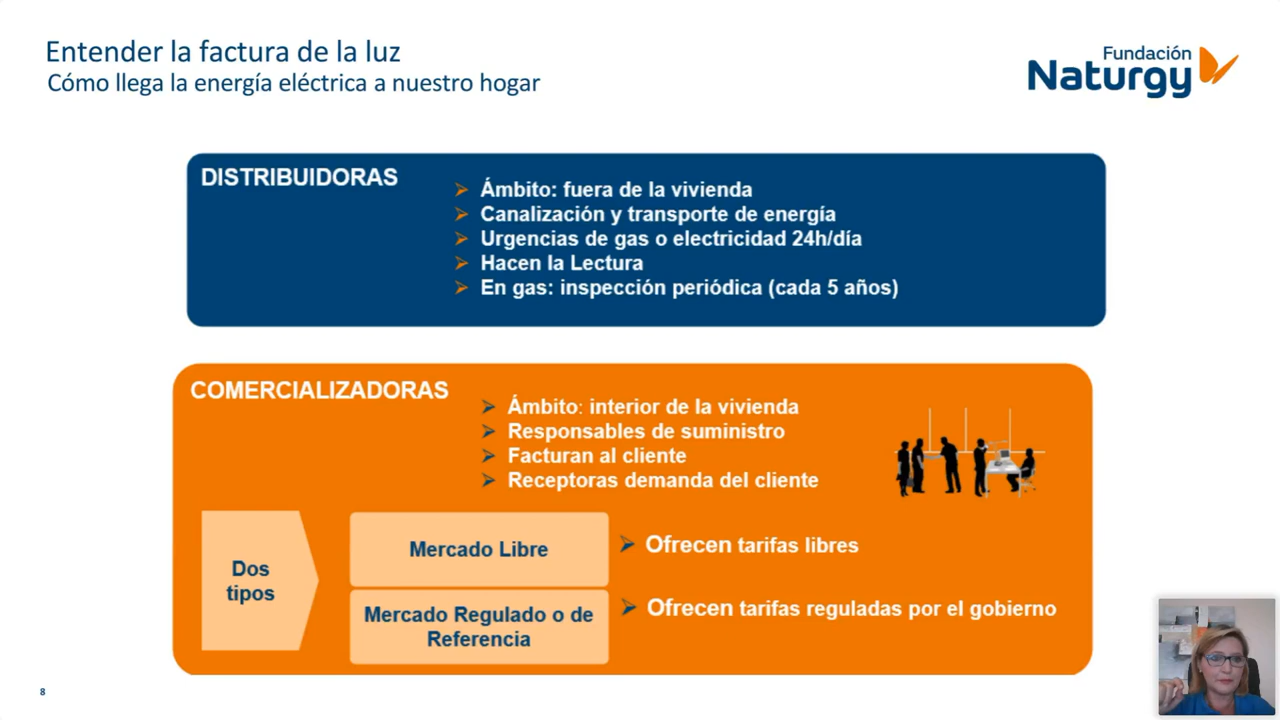 Entender la factura de la luz
Cómo llega la energía eléctrica a nuestro hogar
Fundación
Naturgy
DISTRIBUIDORAS
Ámbito: fuera de la vivienda
Canalización y transporte de energía
Urgencias de gas o electricidad 24h/día
Hacen la Lectura
En gas: inspección periódica (cada 5 años)
COMERCIALIZADORAS
Ámbito: interior de la vivienda
Responsables de suministro
Facturan al cliente
Receptoras demanda del cliente
Dos
tipos
Mercado Libre
Ofrecen tarifas libres
Mercado Regulado o de
Referencia
Ofrecen tarifas reguladas por el gobierno
8